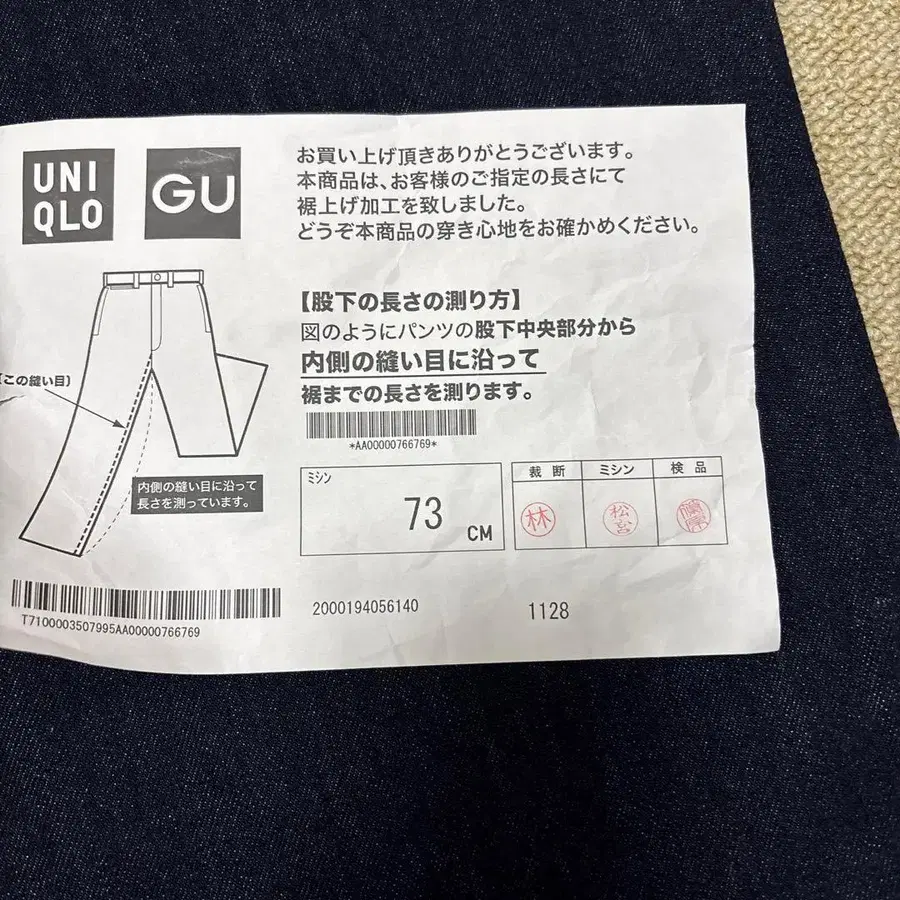 UNI
QLO
GU
お買い上げ頂きありがとうございます。
本商品は、お客様のご指定の長さにて
裾上げ加工を致しました。
どうぞ本商品の穿き心地をお確かめください。
【股下の長さの測り方】
図のようにパンツの股下中央部分から
内側の縫い目に沿って
裾までの長さを測ります。
*AA00000766769*
【この縫い目】
内側の縫い目に沿って
長さを測っています。
ミシン
73
CM
裁断 ミシン 検品
林
松宮
T7100003507995AA00000766769
2000194056140
1128